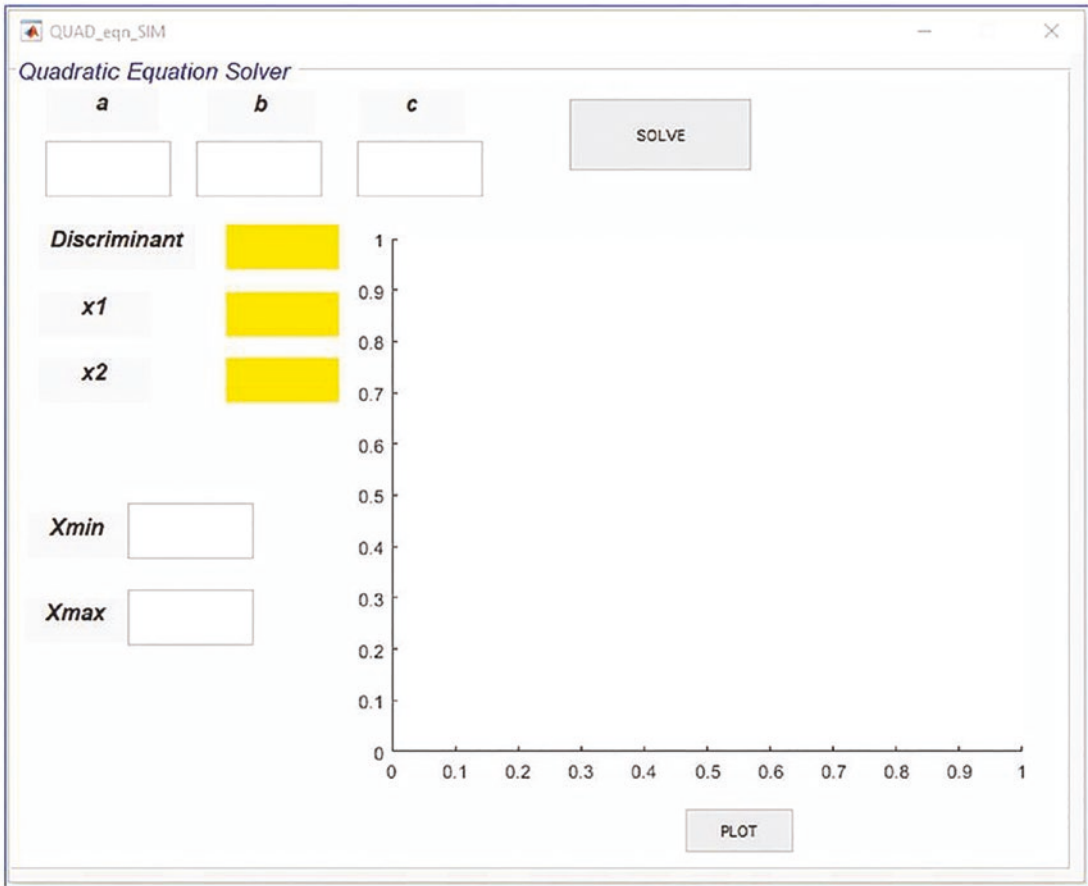 QUAD_eqn_SIM
Quadratic Equation Solver
a b c
SOLVE
Discriminant
x1
x2
Xmin
Xmax
1
0.9
0.8
0.7
0.6
0.5
0.4
0.3
0.2
0.1
0
0 0.1 0.2 0.3 0.4 0.5 0.6 0.7 0.8 0.9 1
PLOT